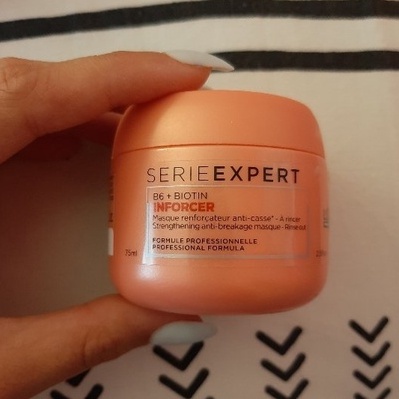 SERIEEXPERT
B6 + BIOTIN
INFORCER
Masque renforçateur anti-casse* - A rincer
Strengthening anti-breakage masque - Rinse out
FORMULE PROFESSIONNELLE
PROFESSIONAL FORMULA
75ml